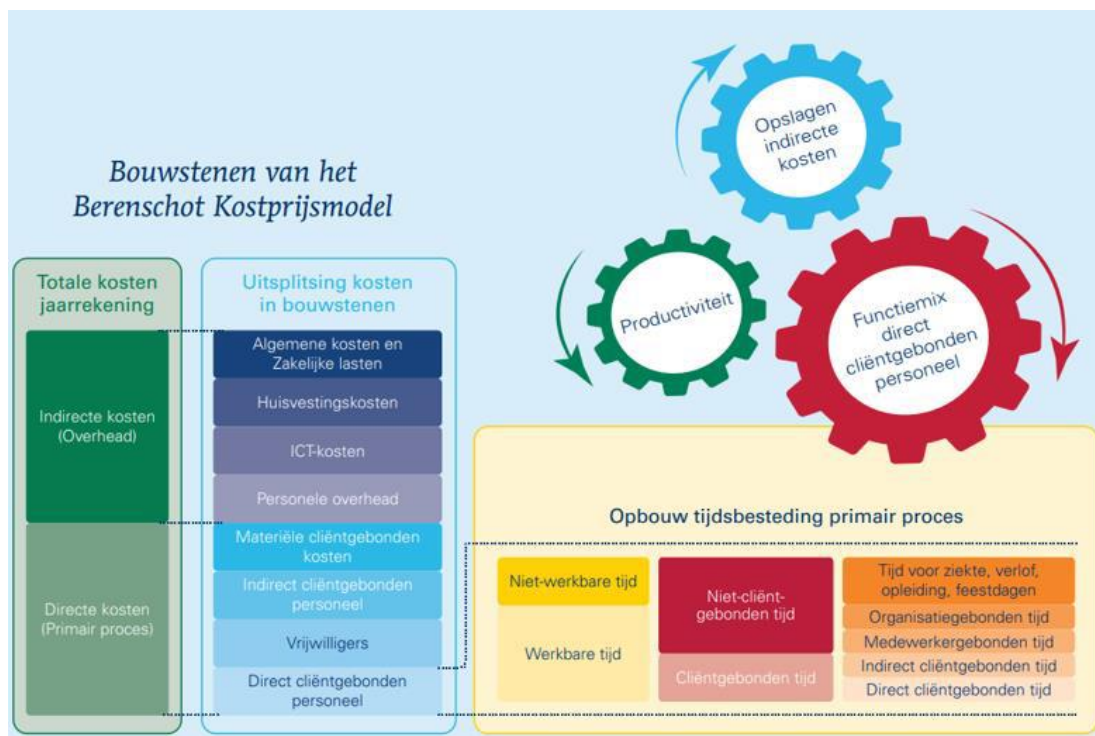 Bouwstenen van het
Berenschot Kostprijsmodel
Opslagen
indirecte
kosten
Productiviteit
Functiemix
direct
cliëntgebonden
personeel
Totale kosten
jaarrekening
Indirecte kosten
(Overhead)
Directe kosten
(Primair proces)
Uitsplitsing kosten
in bouwstenen
Algemene kosten en
Zakelijke lasten
Huisvestingskosten
ICT-kosten
Personele overhead
Materiële cliëntgebonden
kosten
Indirect cliëntgebonden
personeel
Vrijwilligers
Direct cliëntgebonden
personeel
Opbouw tijdsbesteding primair proces
Niet-werkbare tijd
Werkbare tijd
Niet-cliënt-
gebonden tijd
Cliëntgebonden tijd
Tijd voor ziekte, verlof,
opleiding, feestdagen
Organisatiegebonden tijd
Medewerkergebonden tijd
Indirect cliëntgebonden tijd
Direct cliëntgebonden tijd